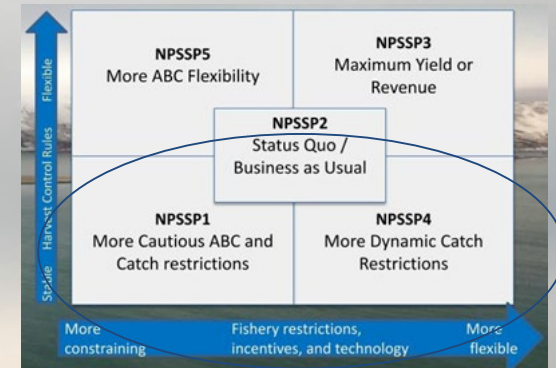 NPSSP5
More ABC Flexibility
NPSSP3
Maximum Yield or
Revenue
NPSSP2
Status Quo /
Business as Usual
NPSSP1
More Cautious ABC and
Catch restrictions
NPSSP4
More Dynamic Catch
Restrictions
Stable Harvest Control Rules Flexible
More
constraining
Fishery restrictions,
incentives, and technology
More
flexible